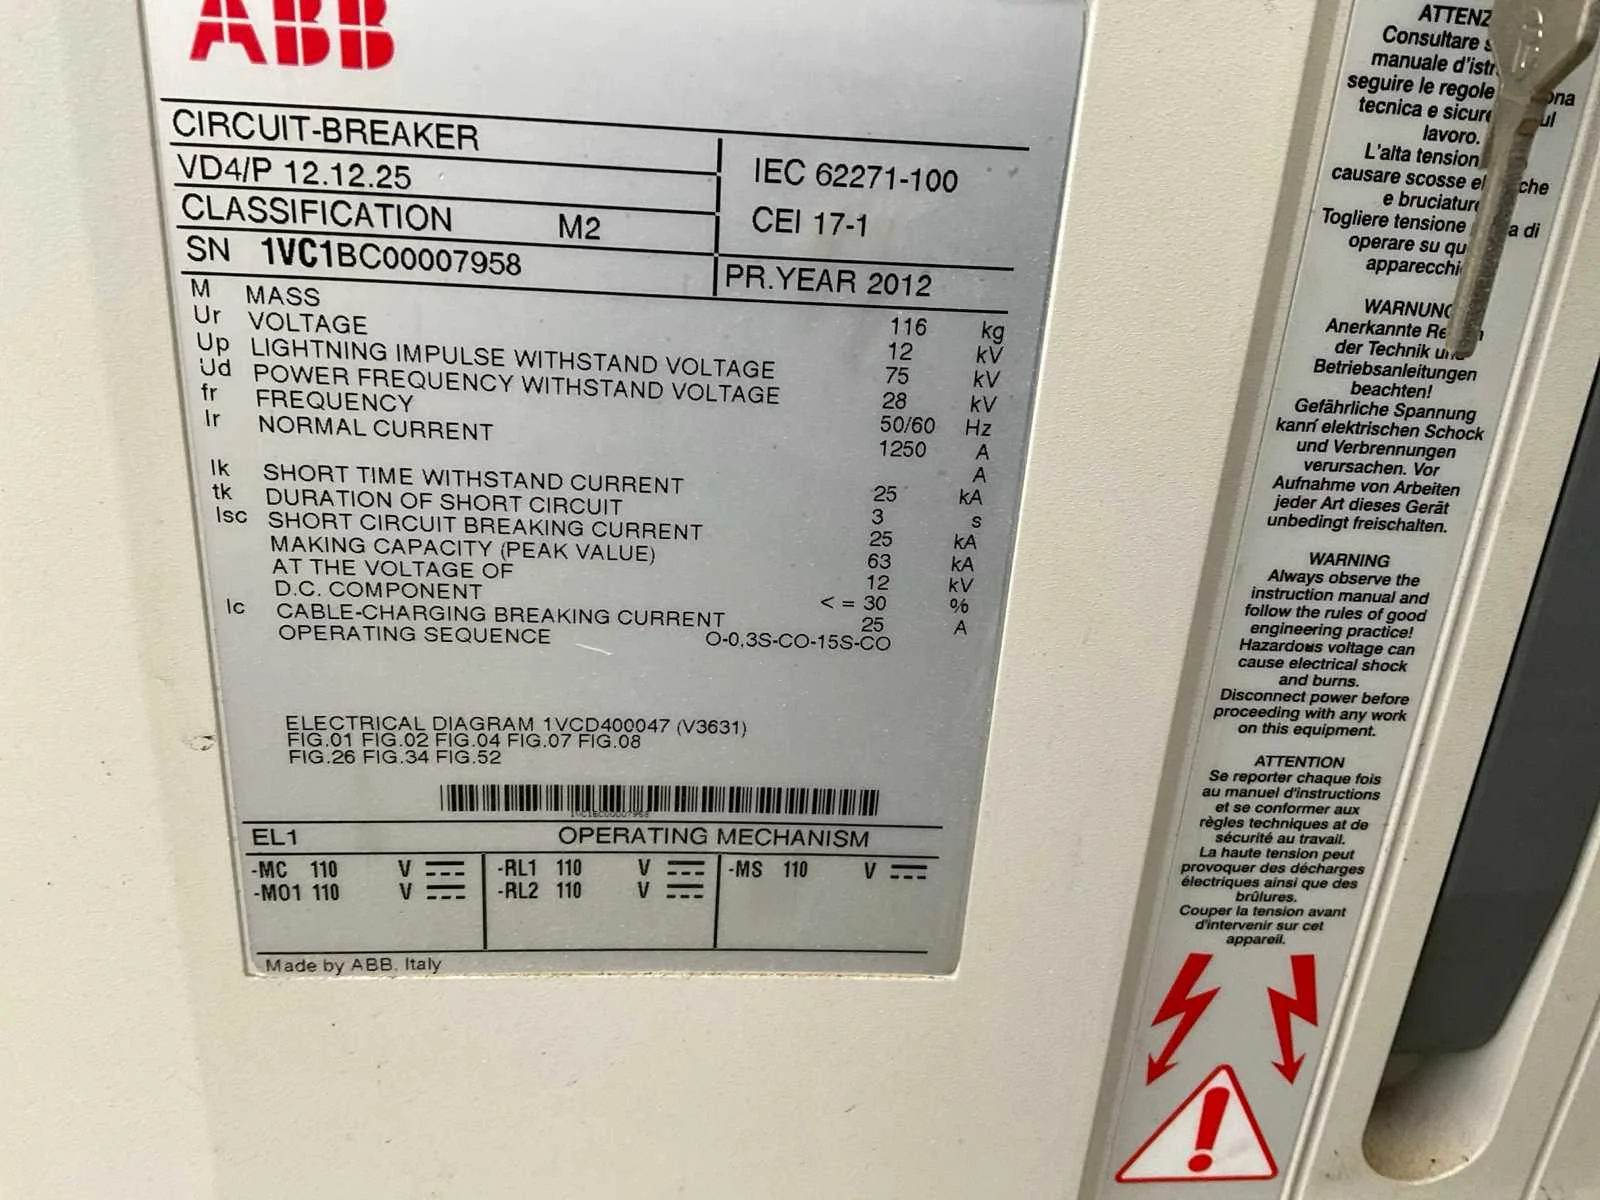 ABB
CIRCUIT-BREAKER
VD4/P 12.12.25
CLASSIFICATION M2
SN 1VC1BC00007958
IEC 62271-100
CEI 17-1
PR.YEAR 2012
M MASS 116 kg
Ur VOLTAGE 12 kV
Up LIGHTNING IMPULSE WITHSTAND VOLTAGE 75 kV
Ud POWER FREQUENCY WITHSTAND VOLTAGE 28 kV
fr FREQUENCY 50/60 Hz
Ir NORMAL CURRENT 1250 A
A
Ik SHORT TIME WITHSTAND CURRENT 25 kA
tk DURATION OF SHORT CIRCUIT 3 s
Isc SHORT CIRCUIT BREAKING CURRENT 25 kA
MAKING CAPACITY (PEAK VALUE) 63 kA
AT THE VOLTAGE OF 12 kV
D.C. COMPONENT <= 30 %
Ic CABLE-CHARGING BREAKING CURRENT 25 A
OPERATING SEQUENCE O-0,3S-CO-15S-CO
ELECTRICAL DIAGRAM 1VCD400047 (V3631)
FIG.01 FIG.02 FIG.04 FIG.07 FIG.08
FIG.26 FIG.34 FIG.52
1VC1BC00007958
EL1 OPERATING MECHANISM
-MC 110 V
-MO1 110 V
-RL1 110 V
-RL2 110 V
-MS 110 V
Made by ABB, Italy
Consultare
manuale
seguire le regole
tecnica e
lavoro.
L'alta tensione
causare scosse
e bruciature
Togliere tensione di
operare su

WARNUNG
Anerkannte
der Technik
Betriebsanleitungen
beachten!
Gefährliche Spannung
kann elektrischen Schock
und Verbrennungen
verursachen. Vor
Aufnahme von Arbeiten
jeder Art dieses Gerät
unbedingt freischalten.
WARNING
Always observe the
instruction manual and
follow the rules of good
engineering practice!
Hazardous voltage can
cause electrical shock
and burns.
Disconnect power before
proceeding with any work
on this equipment.
ATTENTION
Se reporter chaque fois
au manuel d'instructions
et se conformer aux
règles techniques at de
sécurité au travail.
La haute tension peut
provoquer des décharges
électriques ainsi que des
brûlures.
Couper la tension avant
d'intervenir sur cet
appareil.